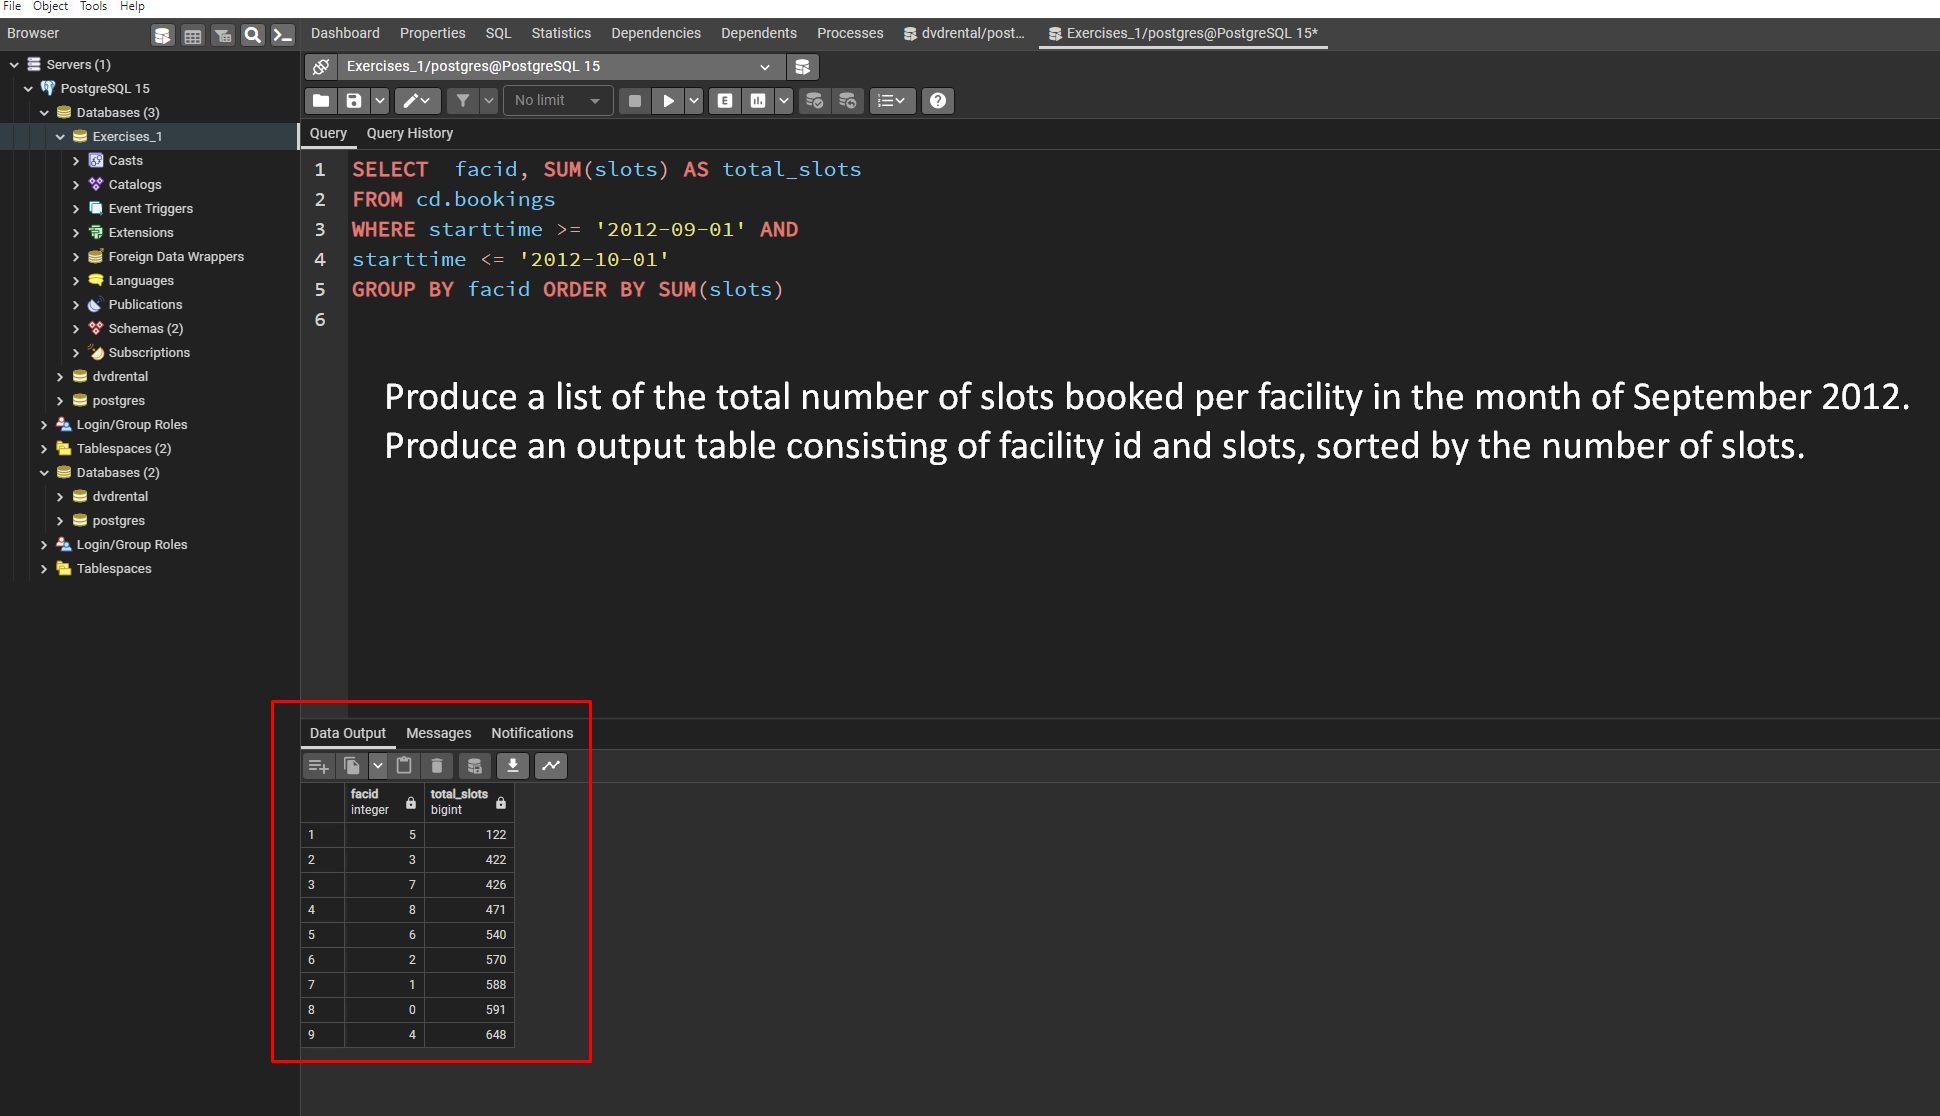 File Object Tools Help
Browser
Dashboard Properties SQL Statistics Dependencies Dependents Processes dvdrental/post... Exercises_1/postgres@PostgreSQL 15*
Servers (1)
PostgreSQL 15
Databases (3)
Exercises_1
Casts
Catalogs
Event Triggers
Extensions
Foreign Data Wrappers
Languages
Publications
Schemas (2)
Subscriptions
dvdrental
postgres
Login/Group Roles
Tablespaces (2)
Databases (2)
dvdrental
postgres
Login/Group Roles
Tablespaces
Exercises_1/postgres@PostgreSQL 15
No limit E ?
Query Query History
1 SELECT  facid, SUM(slots) AS total_slots
2 FROM cd.bookings
3 WHERE starttime >= '2012-09-01' AND
4 starttime <= '2012-10-01'
5 GROUP BY facid ORDER BY SUM(slots)
6
Produce a list of the total number of slots booked per facility in the month of September 2012.
Produce an output table consisting of facility id and slots, sorted by the number of slots.
Data Output Messages Notifications
facid total_slots
integer bigint
1 5 122
2 3 422
3 7 426
4 8 471
5 6 540
6 2 570
7 1 588
8 0 591
9 4 648